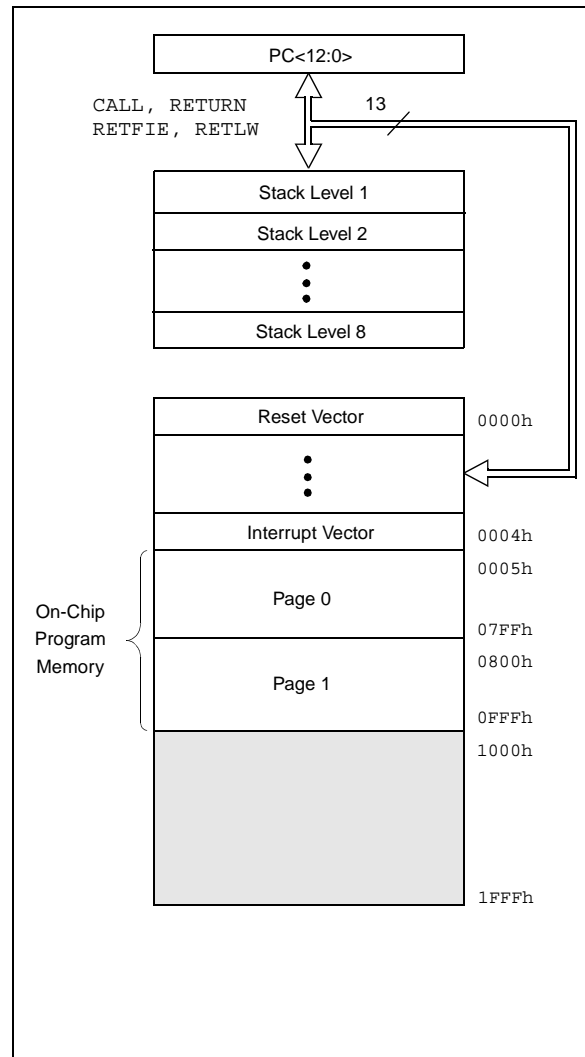 PC<12:0>
CALL, RETURN
RETFIE, RETLW
13
Stack Level 1
Stack Level 2
Stack Level 8
Reset Vector
0000h
Interrupt Vector
0004h
0005h
On-Chip
Program
Memory
Page 0
07FFh
0800h
Page 1
0FFFh
1000h
1FFFh